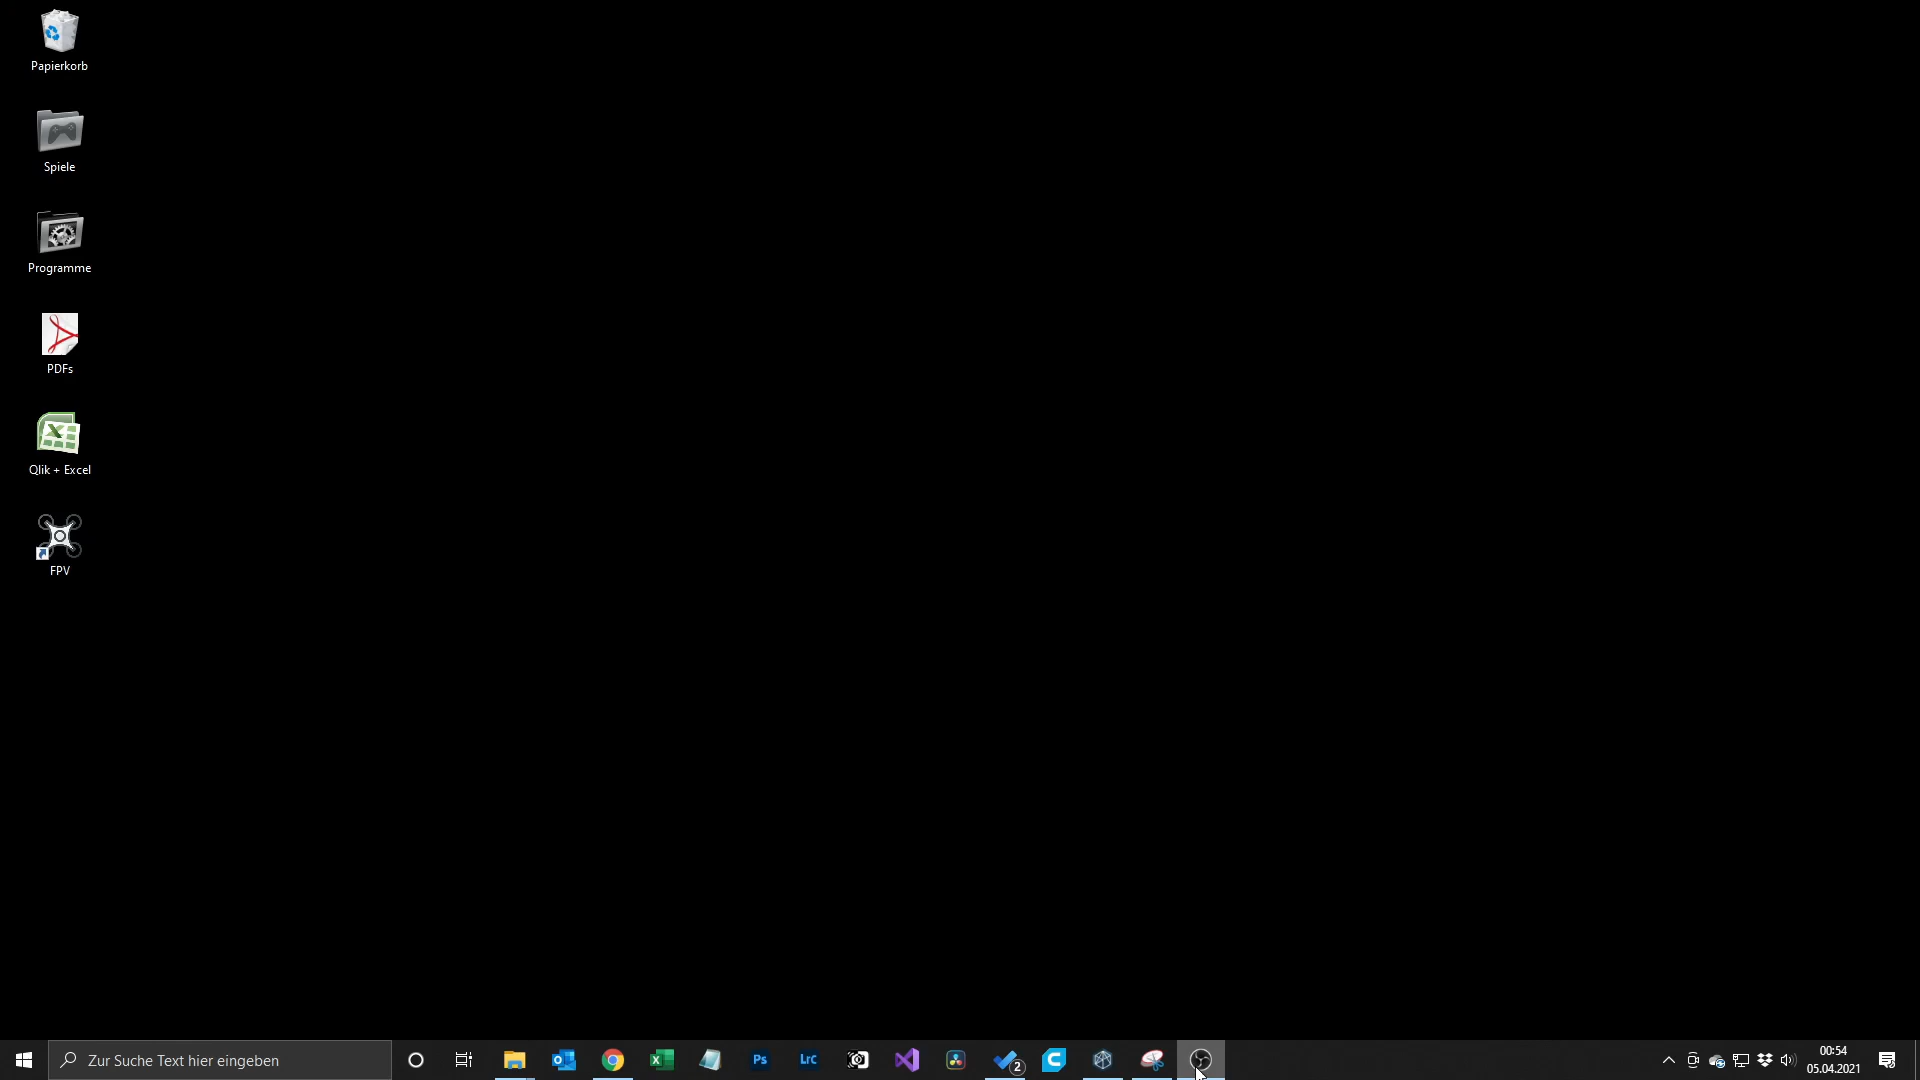 Papierkorb
Spiele
Programme
PDFs
Qlik + Excel
FPV
Zur Suche Text hier eingeben
Ps
Lrc
2
00:54
05.04.2021